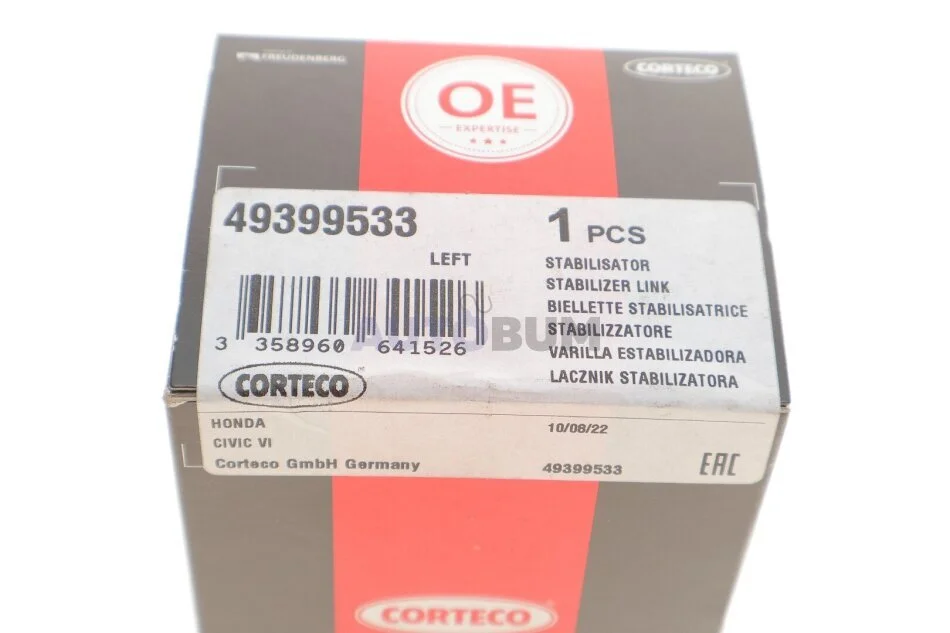 FREUDENBERG
CORTECO
OE
EXPERTISE
49399533
1 PCS
LEFT
STABILISATOR
STABILIZER LINK
BIELLETTE STABILISATRICE
STABILIZZATORE
VARILLA ESTABILIZADORA
LACZNIK STABILIZATORA
3 358960 641526
AUTOBUM
CORTECO
HONDA
10/08/22
CIVIC VI
Corteco GmbH Germany
49399533
EAC
CORTECO